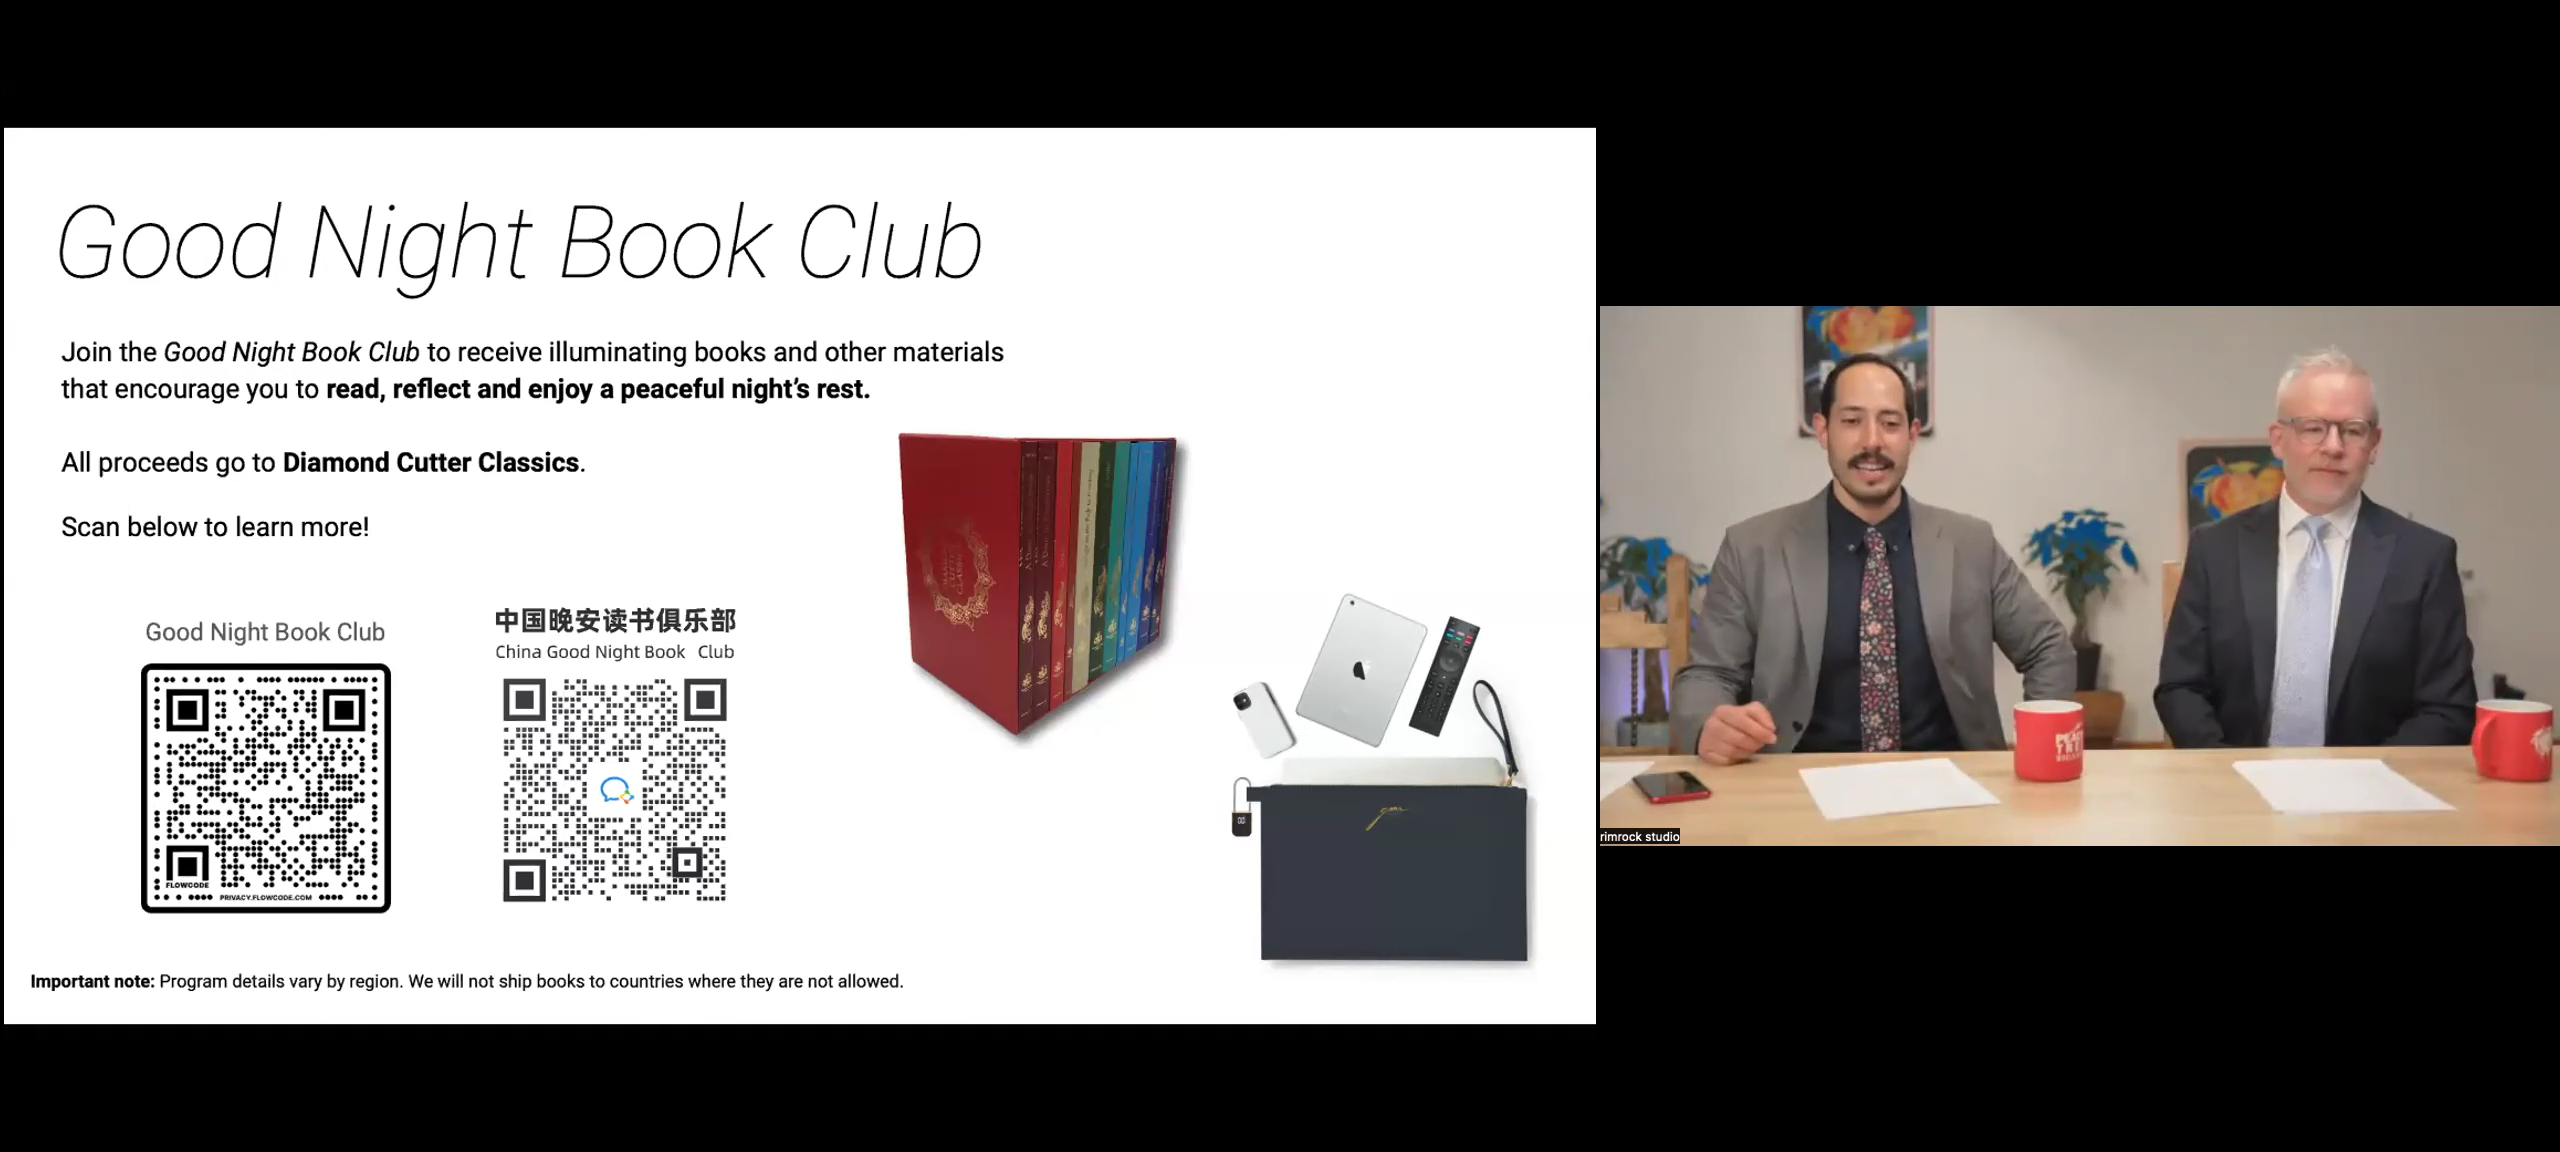 Good Night Book Club
Join the Good Night Book Club to receive illuminating books and other materials
that encourage you to read, reflect and enjoy a peaceful night’s rest.
All proceeds go to Diamond Cutter Classics.
Scan below to learn more!
Good Night Book Club
FLOWCODE
PRIVACY.FLOWCODE.COM
中国晚安读书俱乐部
China Good Night Book Club
Important note: Program details vary by region. We will not ship books to countries where they are not allowed.
rimrock studio